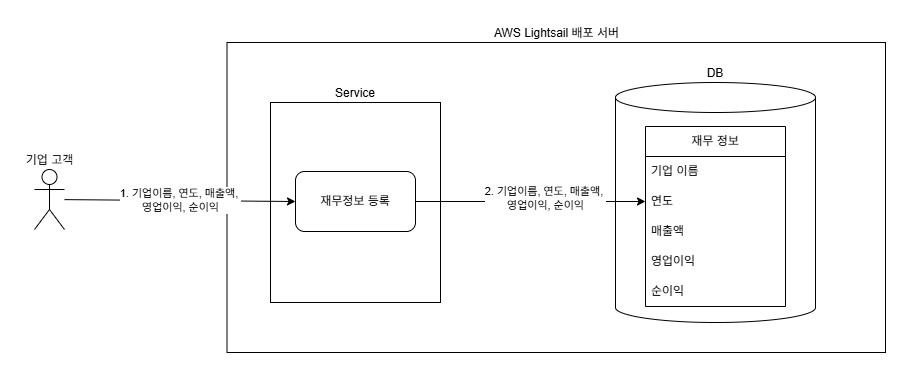 AWS Lightsail 배포 서버
DB
Service
재무 정보
기업 고객
기업 이름
1. 기업이름, 연도, 매출액,
영업이익, 순이익
재무정보 등록
2. 기업이름, 연도, 매출액,
영업이익, 순이익
연도
매출액
영업이익
순이익